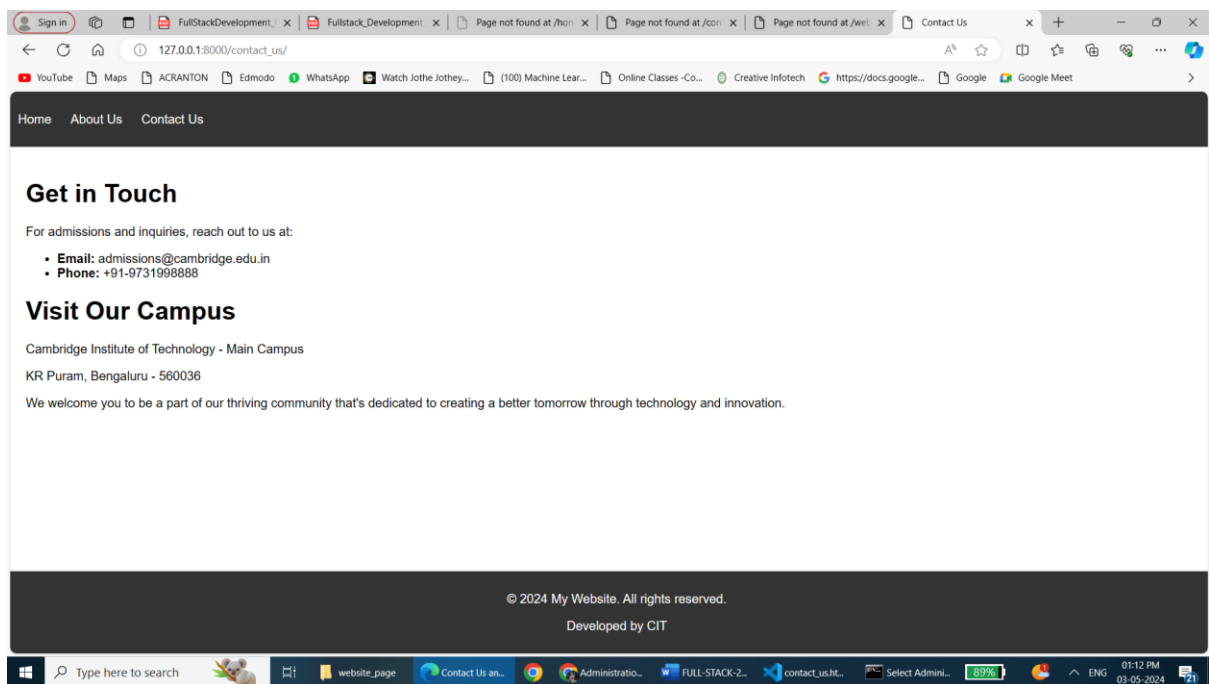 Sign in FullStackDevelopment_ Fullstack_Development_ Page not found at /hon Page not found at /con Page not found at /wel Contact Us
127.0.0.1:8000/contact_us/
YouTube Maps ACRANTON Edmodo WhatsApp Watch Jothe Jothey... (100) Machine Lear... Online Classes -Co... Creative Infotech https://docs.google... Google Google Meet
Home About Us Contact Us
Get in Touch
For admissions and inquiries, reach out to us at:
• Email: admissions@cambridge.edu.in
• Phone: +91-9731998888
Visit Our Campus
Cambridge Institute of Technology - Main Campus
KR Puram, Bengaluru - 560036
We welcome you to be a part of our thriving community that's dedicated to creating a better tomorrow through technology and innovation.
© 2024 My Website. All rights reserved.
Developed by CIT
Type here to search website_page Contact Us an... Administratio... FULL-STACK-2... contact_us.ht... Select Admini... 89% ENG 01:12 PM
03-05-2024 21